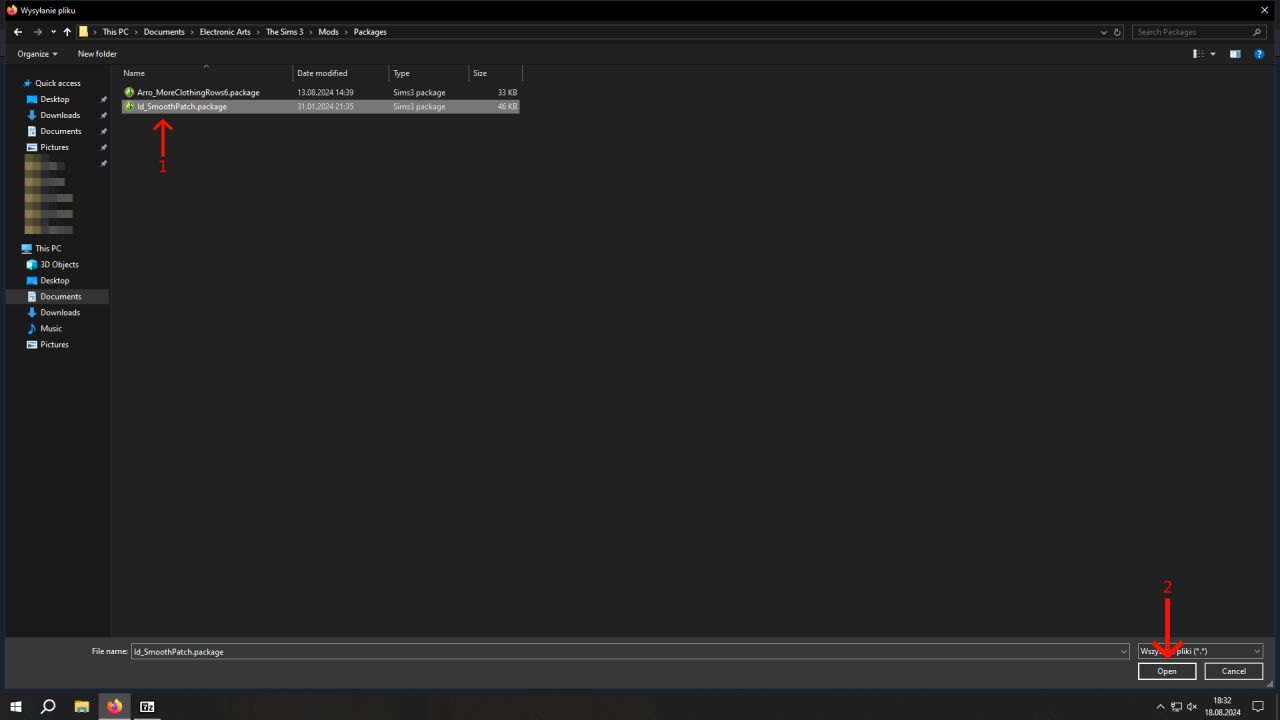 Wysyłanie pliku
This PC > Documents > Electronic Arts > The Sims 3 > Mods > Packages
Search Packages
Organize
New folder
Name Date modified Type Size
Arro_MoreClothingRows6.package 13.08.2024 14:39 Sims3 package 33 KB
ld_SmoothPatch.package 31.01.2024 21:35 Sims3 package 46 KB
1
Quick access
Desktop
Downloads
Documents
Pictures
This PC
3D Objects
Desktop
Documents
Downloads
Music
Pictures
2
File name: ld_SmoothPatch.package
pliki (*.*)
Open Cancel
7z
18:32
18.08.2024